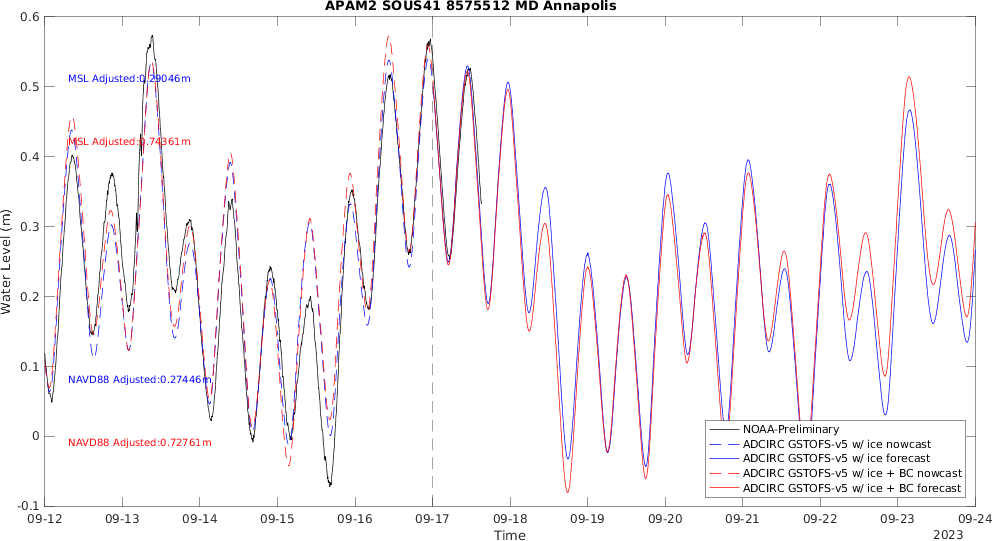 APAM2 SOUS41 8575512 MD Annapolis
0.6
0.5
0.4
0.3
0.2
0.1
0
-0.1
Water Level (m)
MSL Adjusted:0.29046m
MSL Adjusted:0.74361m
NAVD88 Adjusted:0.27446m
NAVD88 Adjusted:0.72761m
NOAA-Preliminary
ADCIRC GSTOFS-v5 w/ ice nowcast
ADCIRC GSTOFS-v5 w/ ice forecast
ADCIRC GSTOFS-v5 w/ ice + BC nowcast
ADCIRC GSTOFS-v5 w/ ice + BC forecast
09-12 09-13 09-14 09-15 09-16 09-17 09-18 09-19 09-20 09-21 09-22 09-23 09-24
Time
2023